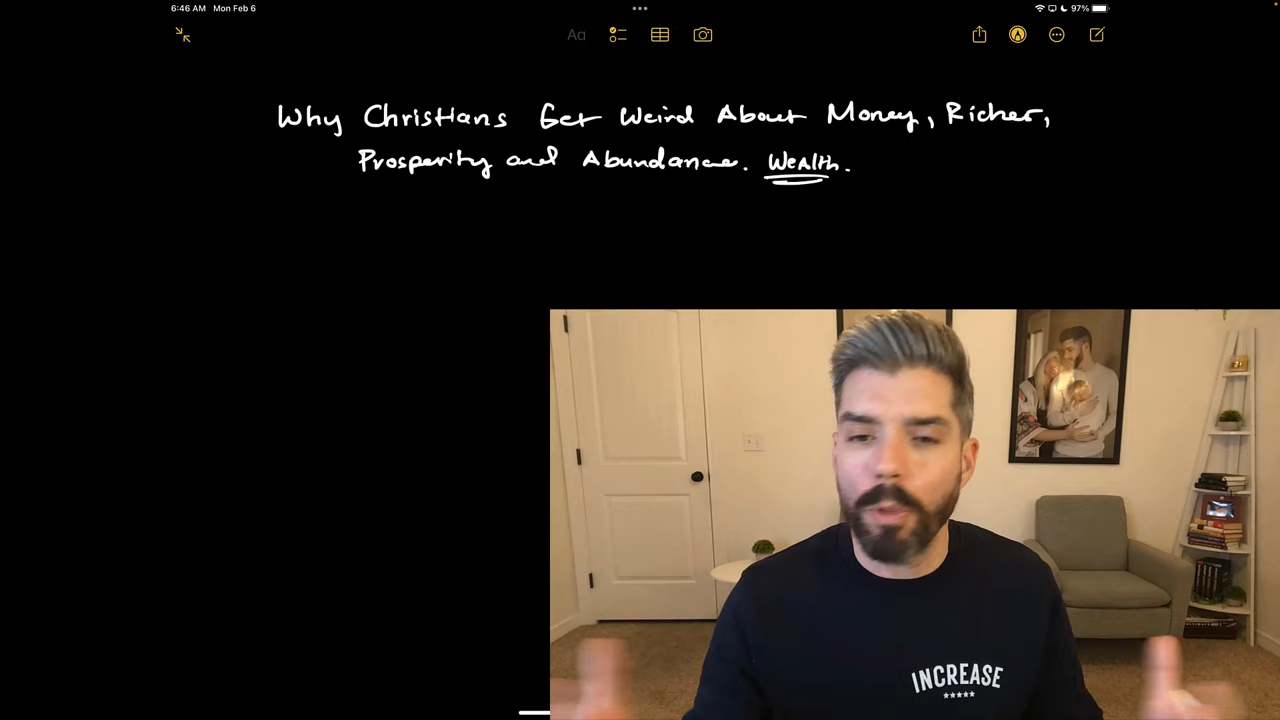 6:46 AM Mon Feb 6
97%
Aa
Why Christians Get Weird About Money, Riches,
Prosperity and Abundance. Wealth.
INCREASE